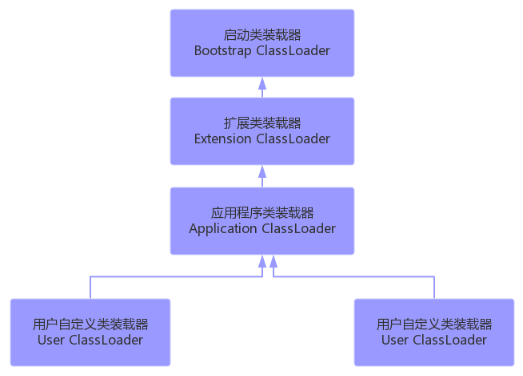 启动类装载器
Bootstrap ClassLoader
扩展类装载器
Extension ClassLoader
应用程序类装载器
Application ClassLoader
用户自定义类装载器
User ClassLoader
用户自定义类装载器
User ClassLoader